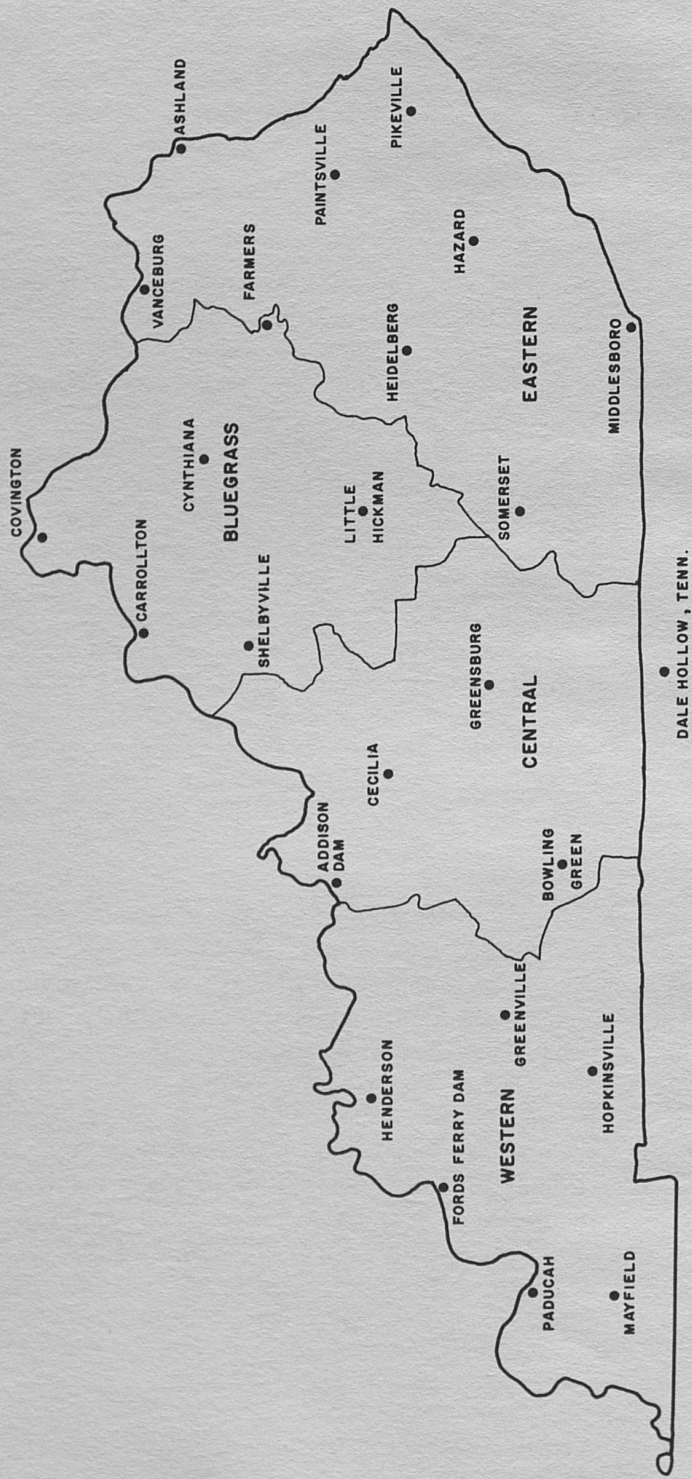 COVINGTON
ASHLAND
VANCEBURG
CARROLLTON
CYNTHIANA
BLUEGRASS
FARMERS
SHELBYVILLE
PAINTSVILLE
LITTLE
HICKMAN
PIKEVILLE
HEIDELBERG
HAZARD
ADDISON
DAM
CECILIA
HENDERSON
GREENSBURG
CENTRAL
SOMERSET
EASTERN
FORDS FERRY DAM
WESTERN
GREENVILLE
BOWLING
GREEN
MIDDLESBORO
PADUCAH
HOPKINSVILLE
MAYFIELD
DALE HOLLOW, TENN.